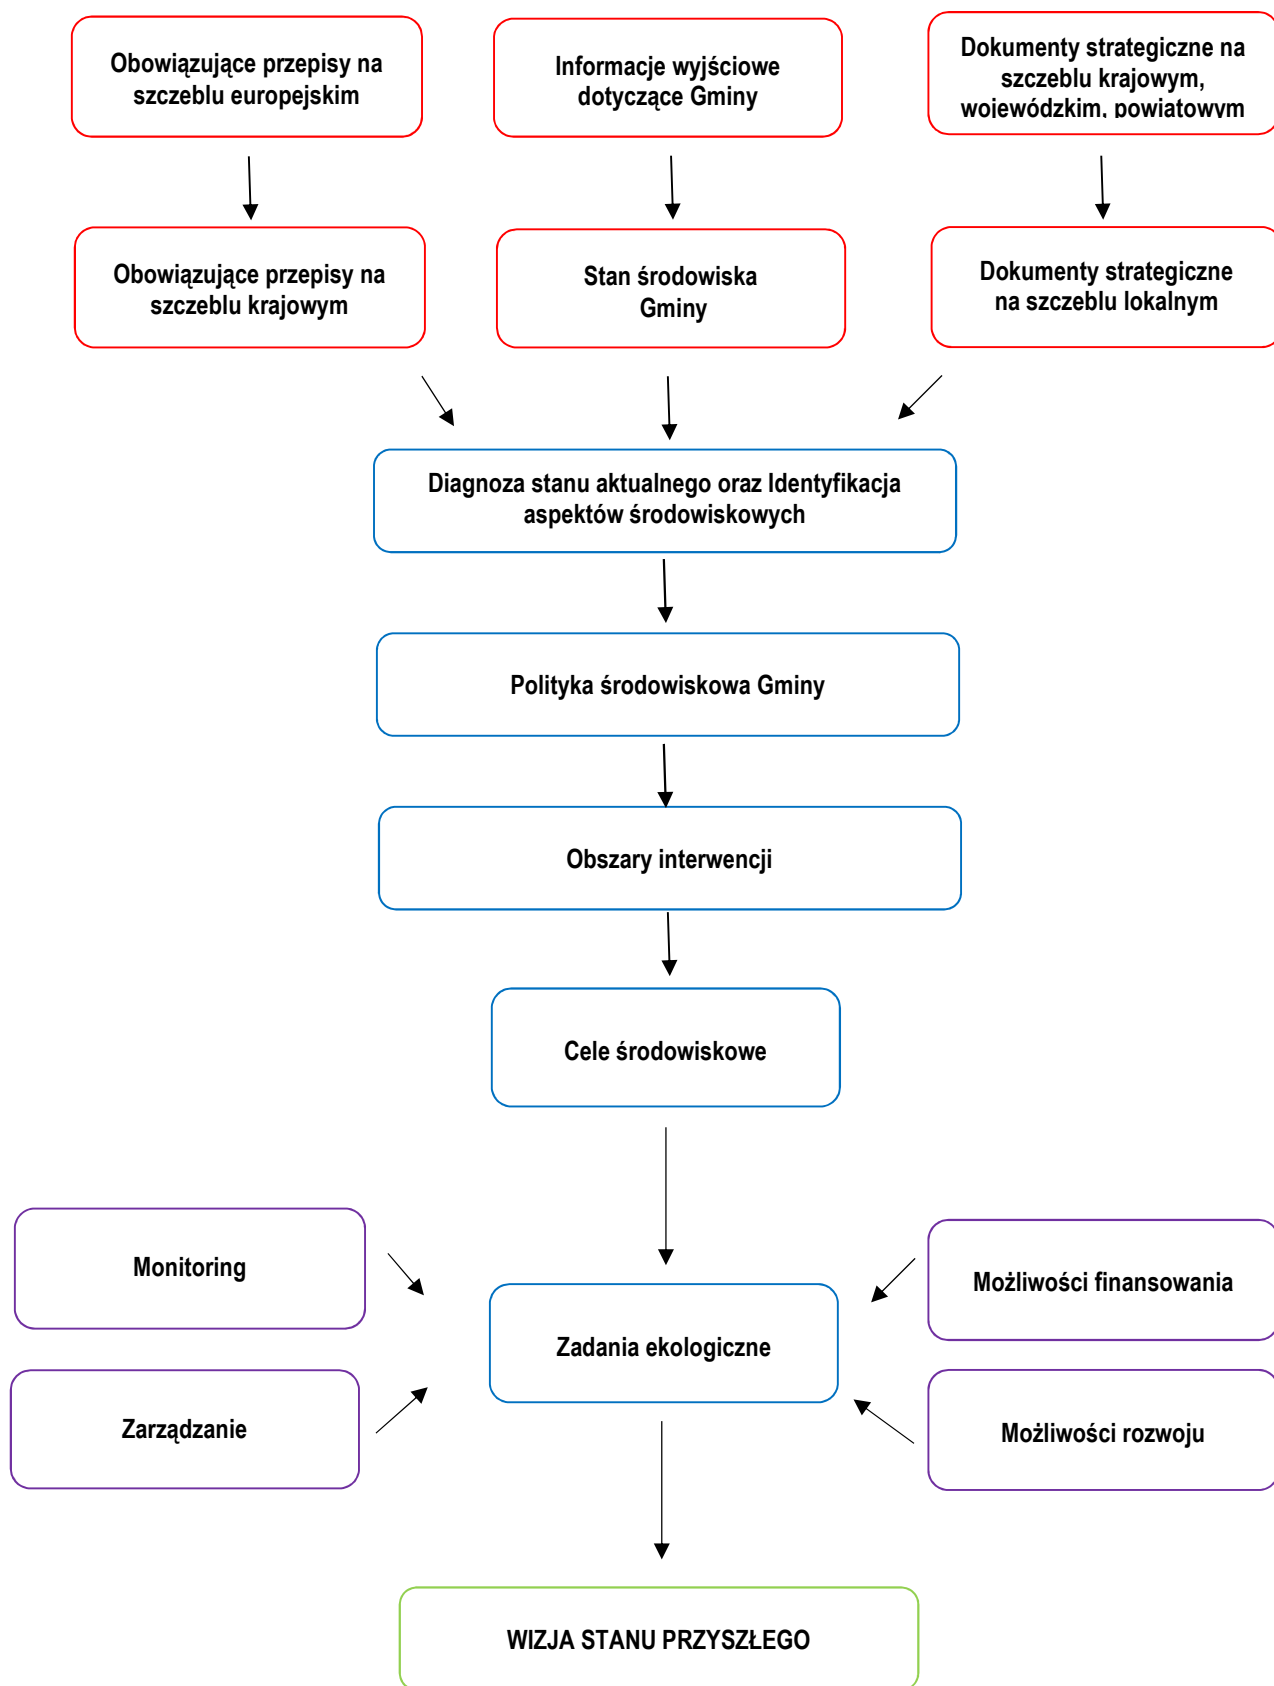 Obowiązujące przepisy na
szczeblu europejskim
Informacje wyjściowe
dotyczące Gminy
Dokumenty strategiczne na
szczeblu krajowym,
wojewódzkim, powiatowym
Obowiązujące przepisy na
szczeblu krajowym
Stan środowiska
Gminy
Dokumenty strategiczne
na szczeblu lokalnym
Diagnoza stanu aktualnego oraz Identyfikacja
aspektów środowiskowych
Polityka środowiskowa Gminy
Obszary interwencji
Cele środowiskowe
Monitoring
Możliwości finansowania
Zadania ekologiczne
Zarządzanie
Możliwości rozwoju
WIZJA STANU PRZYSZŁEGO